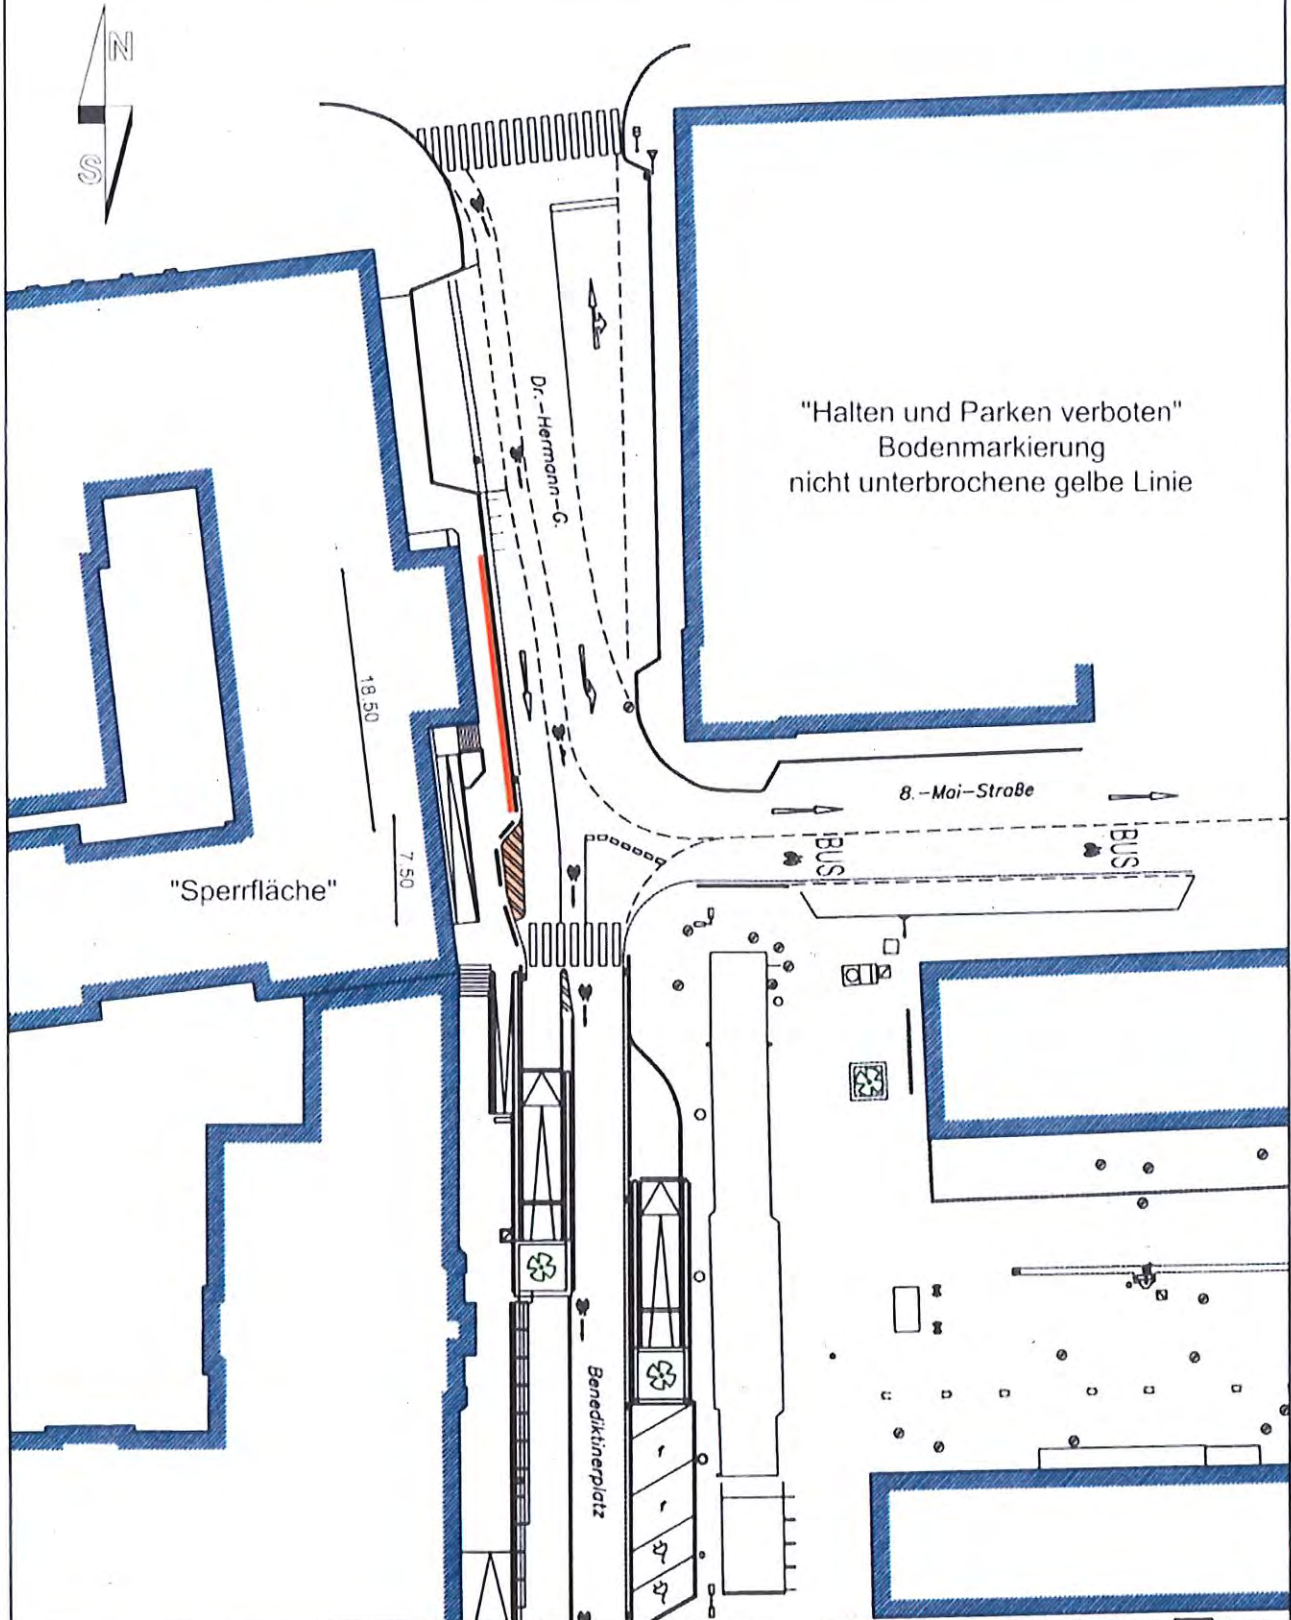 N
S
Dr.-Hermann-G.
"Halten und Parken verboten"
Bodenmarkierung
nicht unterbrochene gelbe Linie
18.50
8.-Mai-Straße
BUS
BUS
7.50
"Sperrfläche"
Benediktinerplatz